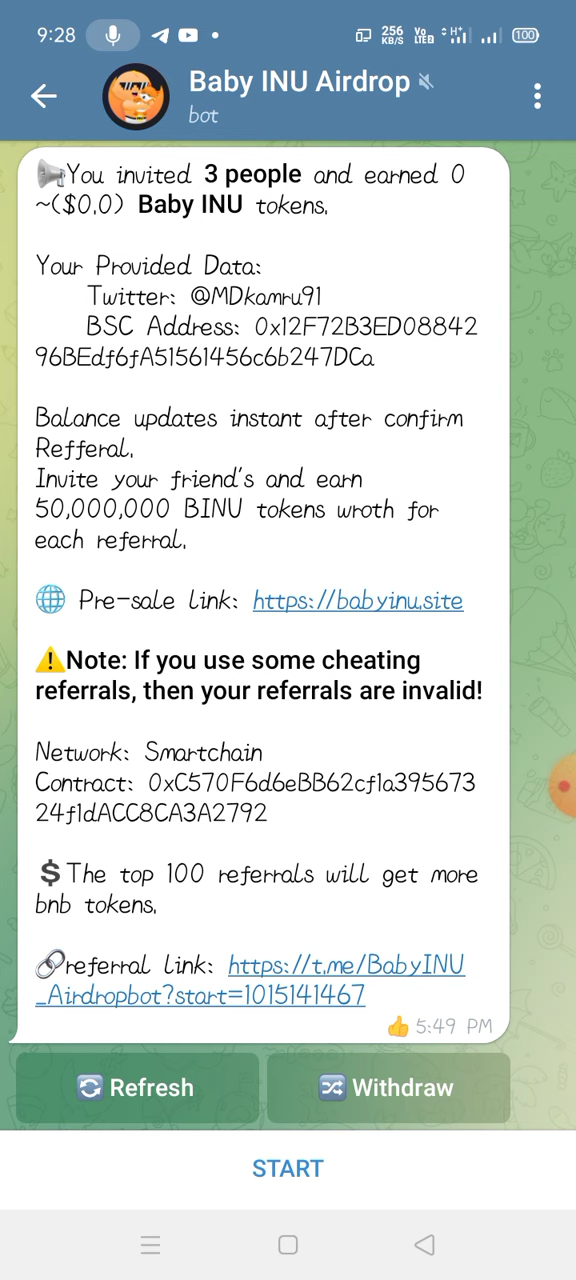 9:28
256 KB/S
Vo LTE2
H+
100
Baby INU Airdrop
bot
You invited 3 people and earned 0
~($0.0) Baby INU tokens.
Your Provided Data:
Twitter: @MDkamru91
BSC Address: 0x12F72B3ED08842
96BEdf6fA51561456c6b247DCa
Balance updates instant after confirm
Refferal.
Invite your friend's and earn
50,000,000 BINU tokens wroth for
each referral.
🌐 Pre-sale link: https://babyinu.site
⚠️Note: If you use some cheating
referrals, then your referrals are invalid!
Network: Smartchain
Contract: 0xC570F6d6eBB62cf1a395673
24f1dACC8CA3A2792
💲The top 100 referrals will get more
bnb tokens.
🔗referral link: https://t.me/BabyINU
_Airdropbot?start=1015141467
👍 5:49 PM
Refresh
Withdraw
START